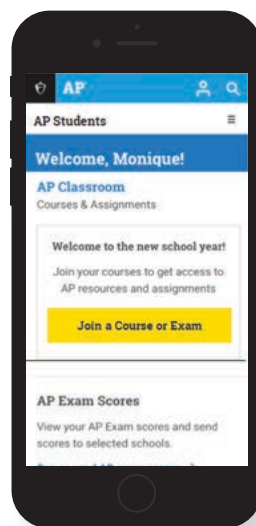 AP
AP Students
Welcome, Monique!
AP Classroom
Courses & Assignments
Welcome to the new school year!
Join your courses to get access to
AP resources and assignments
Join a Course or Exam
AP Exam Scores
View your AP Exam scores and send
scores to selected schools.